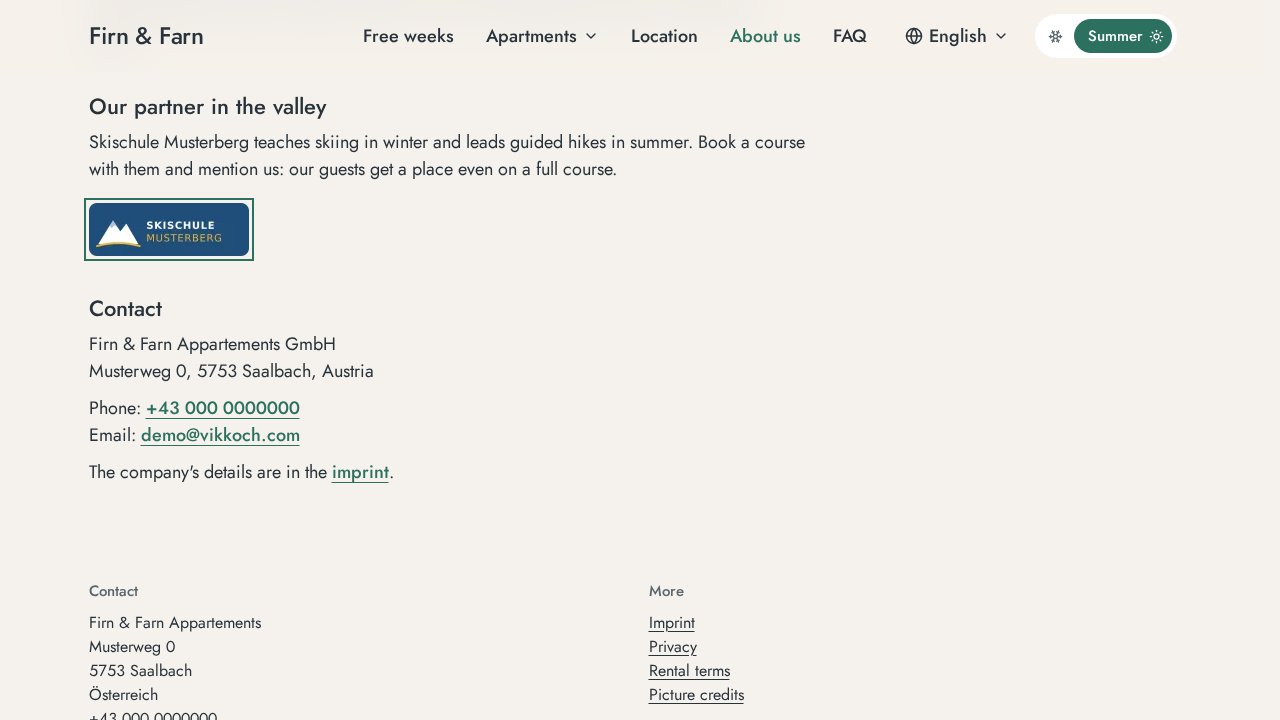 Firn & Farn
Free weeks
Apartments
Location
About us
FAQ
English
Summer
Our partner in the valley
Skischule Musterberg teaches skiing in winter and leads guided hikes in summer. Book a course
with them and mention us: our guests get a place even on a full course.
SKISCHULE
MUSTERBERG
Contact
Firn & Farn Appartements GmbH
Musterweg 0, 5753 Saalbach, Austria
Phone: +43 000 0000000
Email: demo@vikkoch.com
The company's details are in the imprint.
Contact
Firn & Farn Appartements
Musterweg 0
5753 Saalbach
Österreich
+43 000 0000000
More
Imprint
Privacy
Rental terms
Picture credits